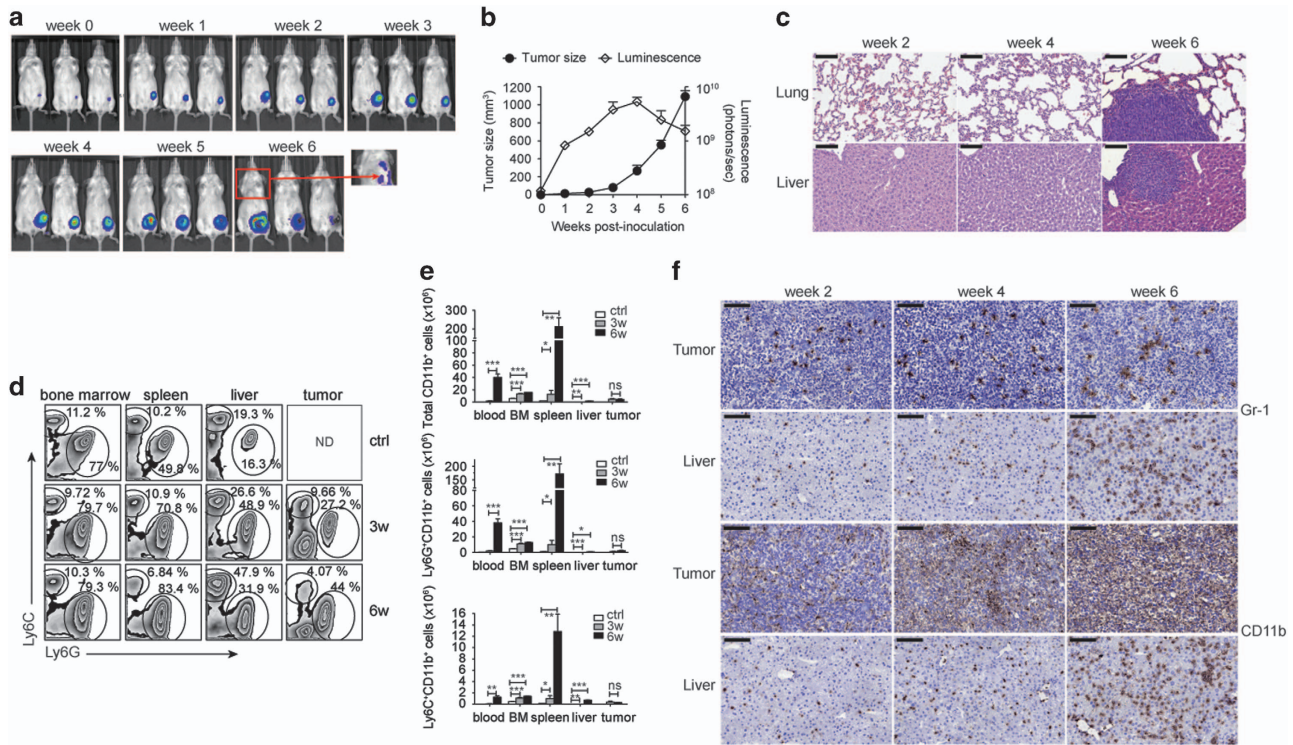 a
week 0 week 1 week 2 week 3
week 4 week 5 week 6
b
Tumor size Luminescence
Tumor size (mm³)
1200
1000
800
600
400
200
0
10¹⁰
10⁹
10⁸
Luminescence
(photons/sec)
0 1 2 3 4 5 6
Weeks post-inoculation
c
week 2 week 4 week 6
Lung
Liver
d
bone marrow spleen liver tumor
11.2 % 10.2 % 19.3 %
77 % 49.8 % 16.3 % ND ctrl
9.72 % 10.9 % 26.6 % 9.66 %
79.7 % 70.8 % 48.9 % 27.2 % 3w
10.3 % 6.84 % 47.9 % 4.07 %
79.3 % 83.4 % 31.9 % 44 % 6w
Ly6C
Ly6G
e
Total CD11b⁺ cells (x10⁶)
300
200
100
80
60
40
20
0
ctrl
3w
6w
*** *** *** * ** ** *** ns
blood BM spleen liver tumor
Ly6G⁺CD11b⁺ cells (x10⁶)
200
150
80
60
40
20
0
ctrl
3w
6w
*** *** *** * ** *** * ns
blood BM spleen liver tumor
Ly6C⁺CD11b⁺ cells (x10⁶)
16
14
12
10
8
6
4
2
0
ctrl
3w
6w
** *** *** * ** ** *** ns
blood BM spleen liver tumor
f
week 2 week 4 week 6
Tumor
Gr-1
Liver
Tumor
CD11b
Liver